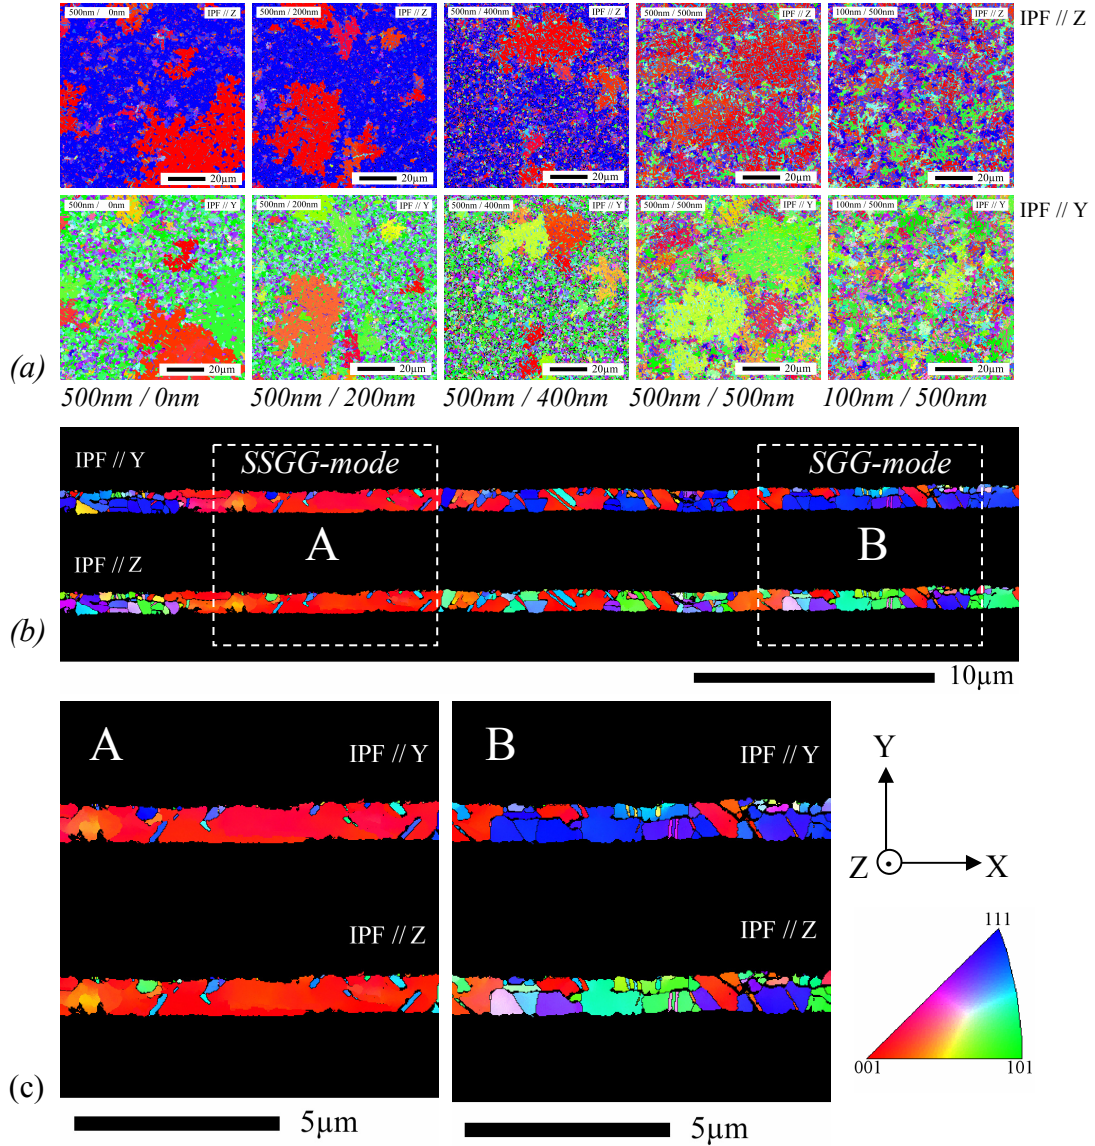 500nm / 0nm IPF // Z 500nm / 200nm IPF // Z 500nm / 400nm IPF // Z 500nm / 500nm IPF // Z 100nm / 500nm IPF // Z IPF // Z
20µm 20µm 20µm 20µm 20µm
500nm / 0nm IPF // Y 500nm / 200nm IPF // Y 500nm / 400nm IPF // Y 500nm / 500nm IPF // Y 100nm / 500nm IPF // Y IPF // Y
(a) 20µm 20µm 20µm 20µm 20µm
500nm / 0nm 500nm / 200nm 500nm / 400nm 500nm / 500nm 100nm / 500nm
IPF // Y SSGG-mode SGG-mode
A B
IPF // Z
(b)
10µm
A IPF // Y B IPF // Y
Y
Z X
IPF // Z IPF // Z
111
001 101
(c)
5µm 5µm